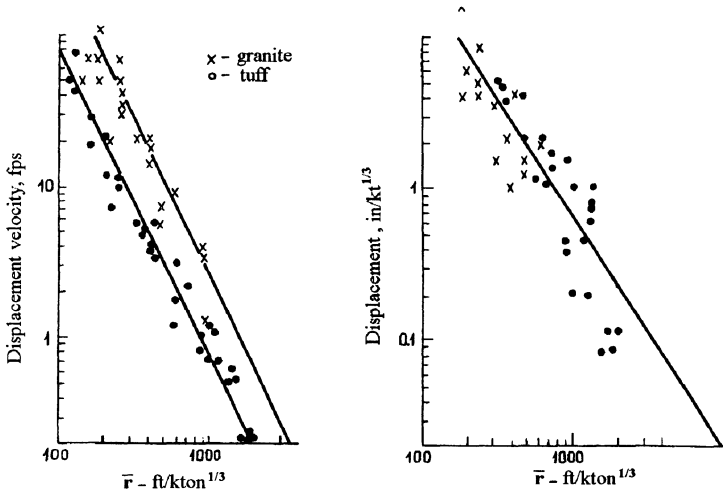 x - granite
• - tuff
Displacement velocity, fps
10
1
100
1000
r̅ – ft/kton1/3
Displacement, in/kt1/3
1
0.1
100
1000
r̅ – ft/kton1/3